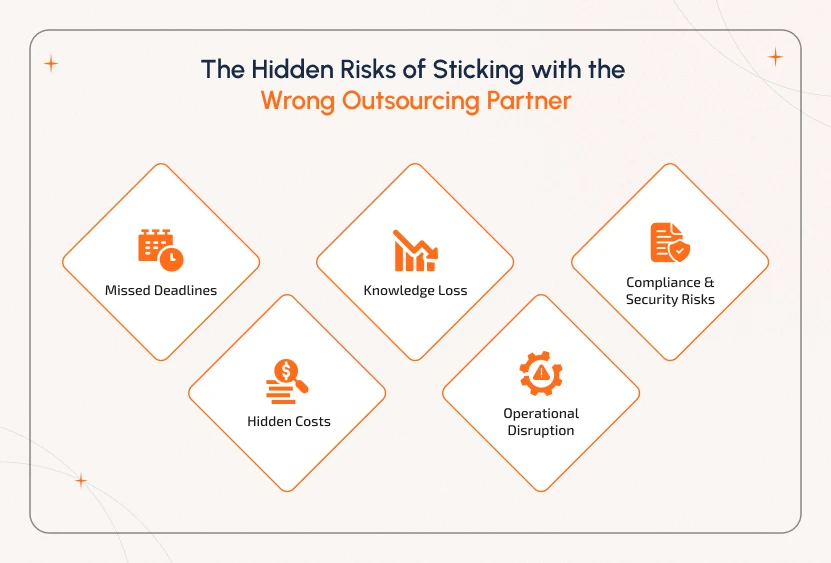 The Hidden Risks of Sticking with the
Wrong Outsourcing Partner
Missed Deadlines
Knowledge Loss
Compliance &
Security Risks
Hidden Costs
Operational
Disruption